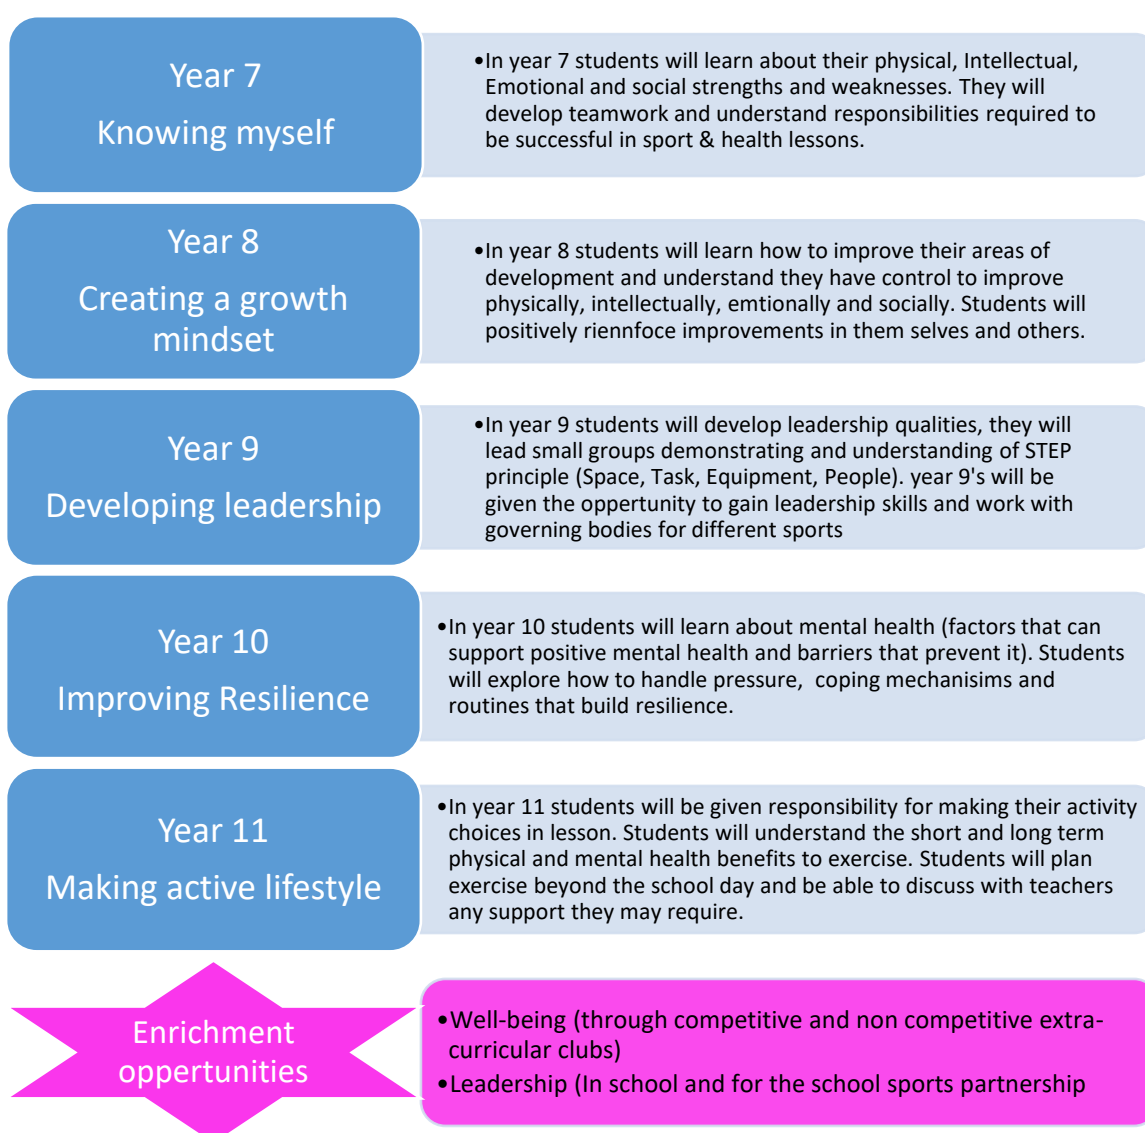 Year 7
Knowing myself
•In year 7 students will learn about their physical, Intellectual,
Emotional and social strengths and weaknesses. They will
develop teamwork and understand responsibilities required to
be successful in sport & health lessons.
Year 8
Creating a growth
mindset
•In year 8 students will learn how to improve their areas of
development and understand they have control to improve
physically, intellectually, emtionally and socially. Students will
positively riennfoce improvements in them selves and others.
Year 9
Developing leadership
•In year 9 students will develop leadership qualities, they will
lead small groups demonstrating and understanding of STEP
principle (Space, Task, Equipment, People). year 9's will be
given the opportunity to gain leadership skills and work with
governing bodies for different sports
Year 10
Improving Resilience
•In year 10 students will learn about mental health (factors that can
support positive mental health and barriers that prevent it). Students
will explore how to handle pressure,  coping mechanisims and
routines that build resilience.
Year 11
Making active lifestyle
•In year 11 students will be given responsibility for making their activity
choices in lesson. Students will understand the short and long term
physical and mental health benefits to exercise. Students will plan
exercise beyond the school day and be able to discuss with teachers
any support they may require.
Enrichment
oppertunities
•Well-being (through competitive and non competitive extra-
curricular clubs)
•Leadership (In school and for the school sports partnership